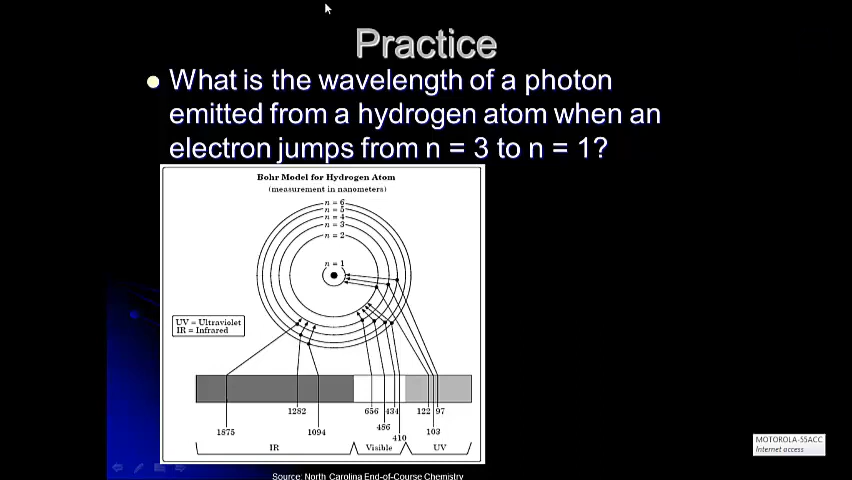 Practice
What is the wavelength of a photon
emitted from a hydrogen atom when an
electron jumps from n = 3 to n = 1?
Bohr Model for Hydrogen Atom
(measurement in nanometers)
n = 6
n = 5
n = 4
n = 3
n = 2
n = 1
UV = Ultraviolet
IR = Infrared
1282 656 434 122 97
486
1875 1094 103
410
IR Visible UV
MOTOROLA-55ACC
Internet access
Source: North Carolina End-of-Course Chemistry